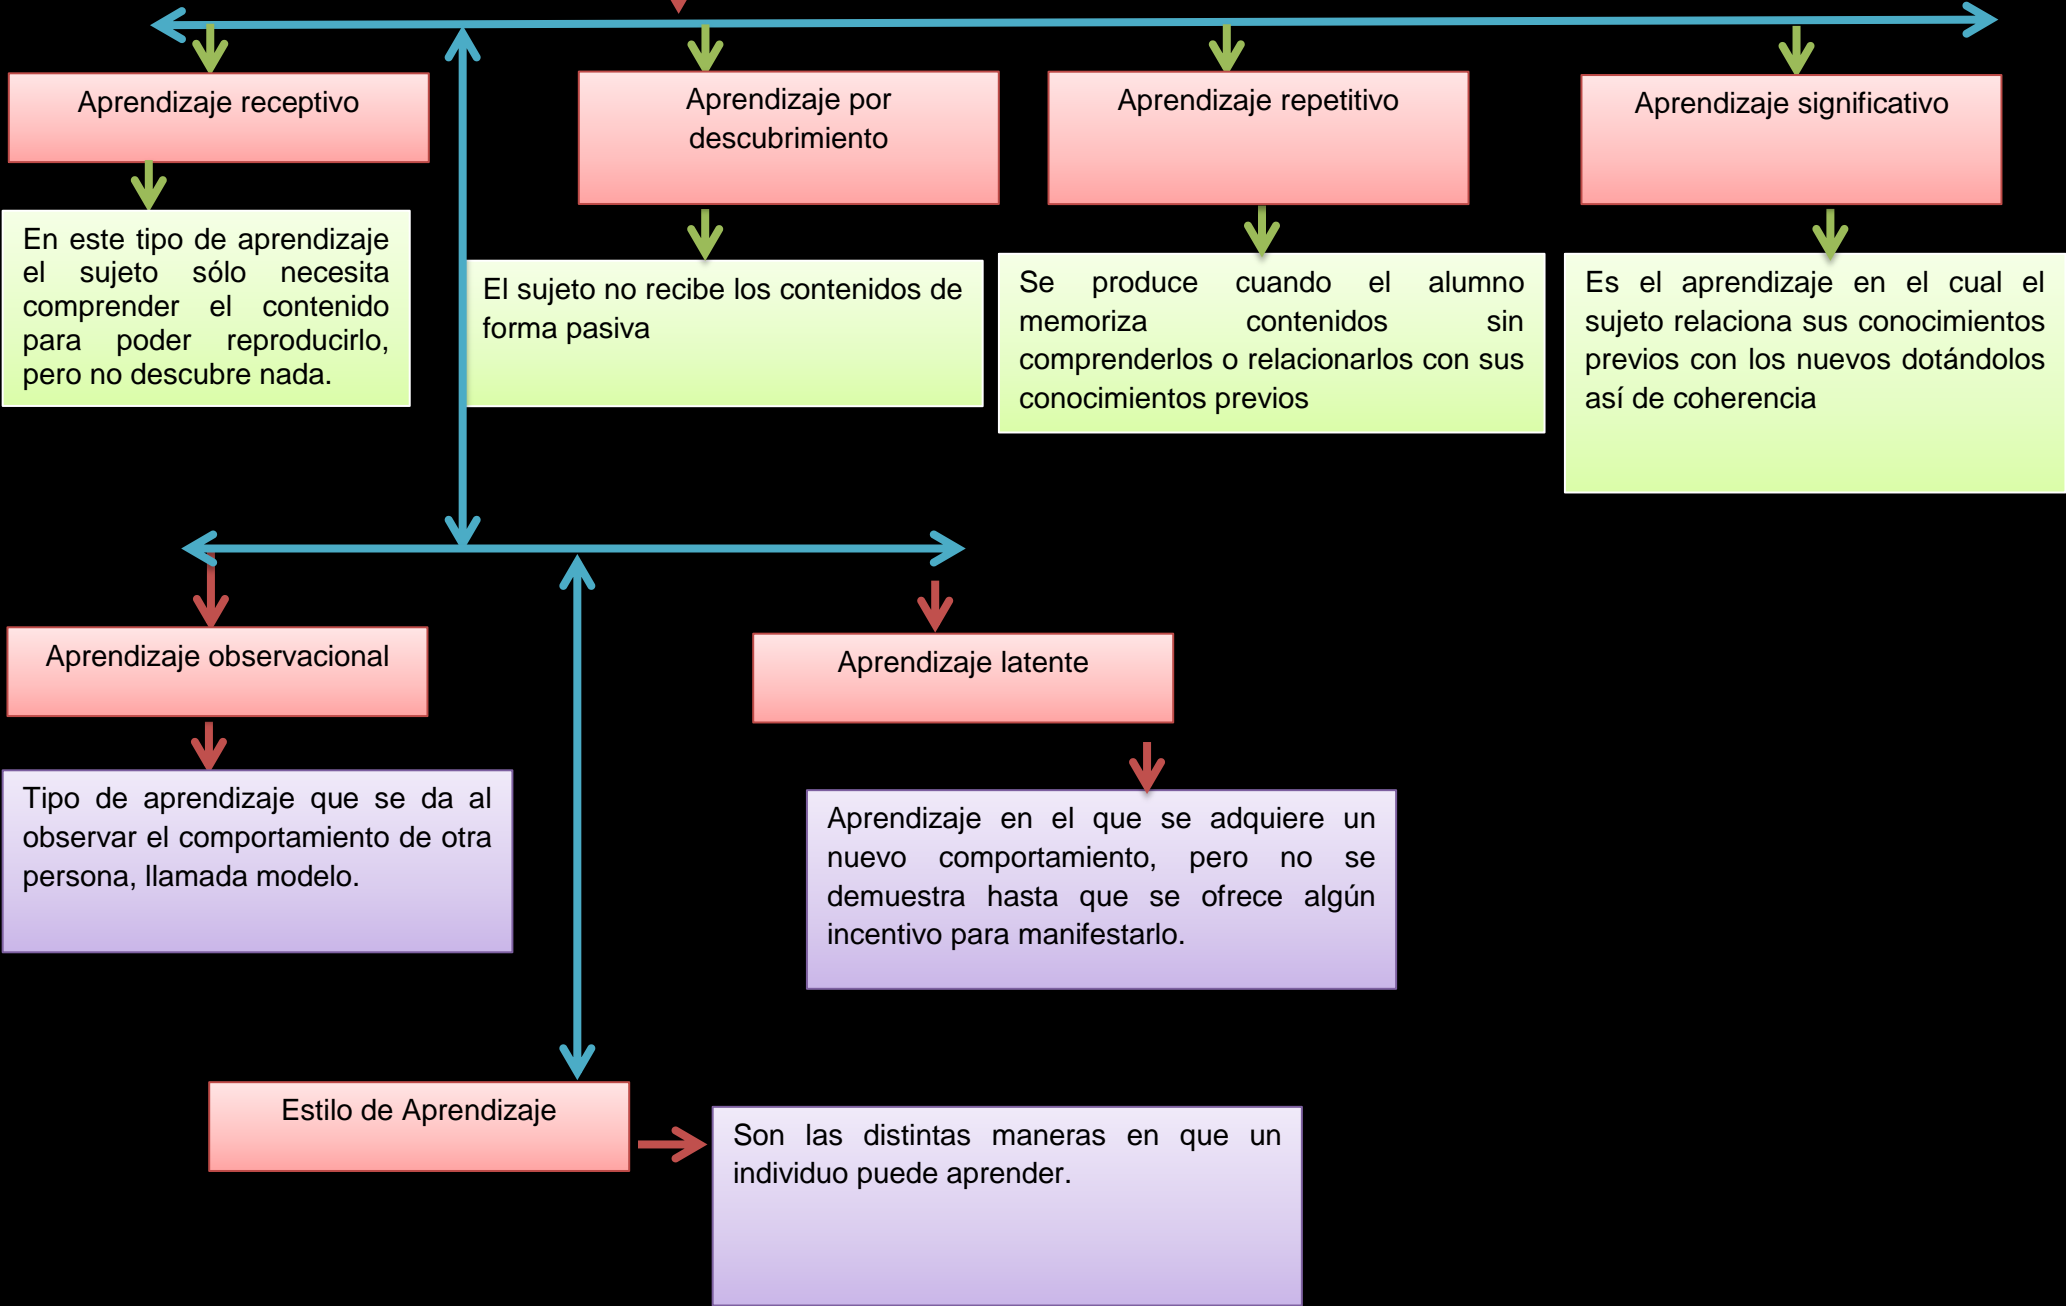 Aprendizaje receptivo
Aprendizaje por
descubrimiento
Aprendizaje repetitivo
Aprendizaje significativo
En este tipo de aprendizaje
el sujeto sólo necesita
comprender el contenido
para poder reproducirlo,
pero no descubre nada.
El sujeto no recibe los contenidos de
forma pasiva
Se produce cuando el alumno
memoriza contenidos sin
comprenderlos o relacionarlos con sus
conocimientos previos
Es el aprendizaje en el cual el
sujeto relaciona sus conocimientos
previos con los nuevos dotándolos
así de coherencia
Aprendizaje observacional
Aprendizaje latente
Tipo de aprendizaje que se da al
observar el comportamiento de otra
persona, llamada modelo.
Aprendizaje en el que se adquiere un
nuevo comportamiento, pero no se
demuestra hasta que se ofrece algún
incentivo para manifestarlo.
Estilo de Aprendizaje
Son las distintas maneras en que un
individuo puede aprender.